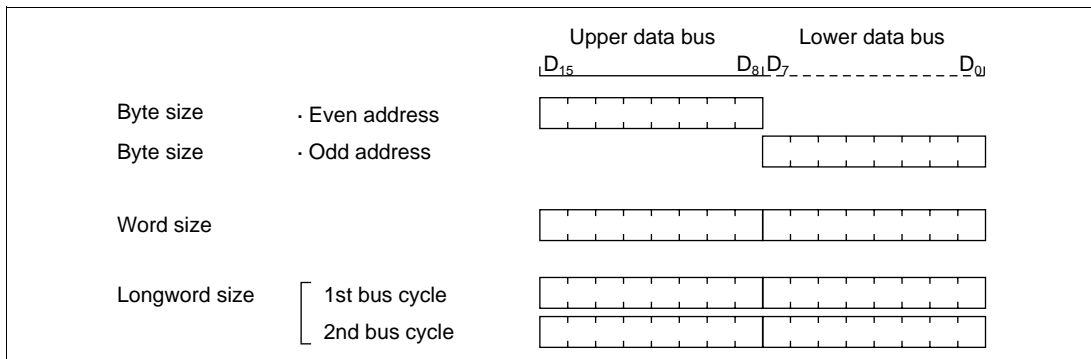 Upper data bus Lower data bus
D15 D8 D7 D0
Byte size · Even address
Byte size · Odd address
Word size
Longword size 1st bus cycle
2nd bus cycle